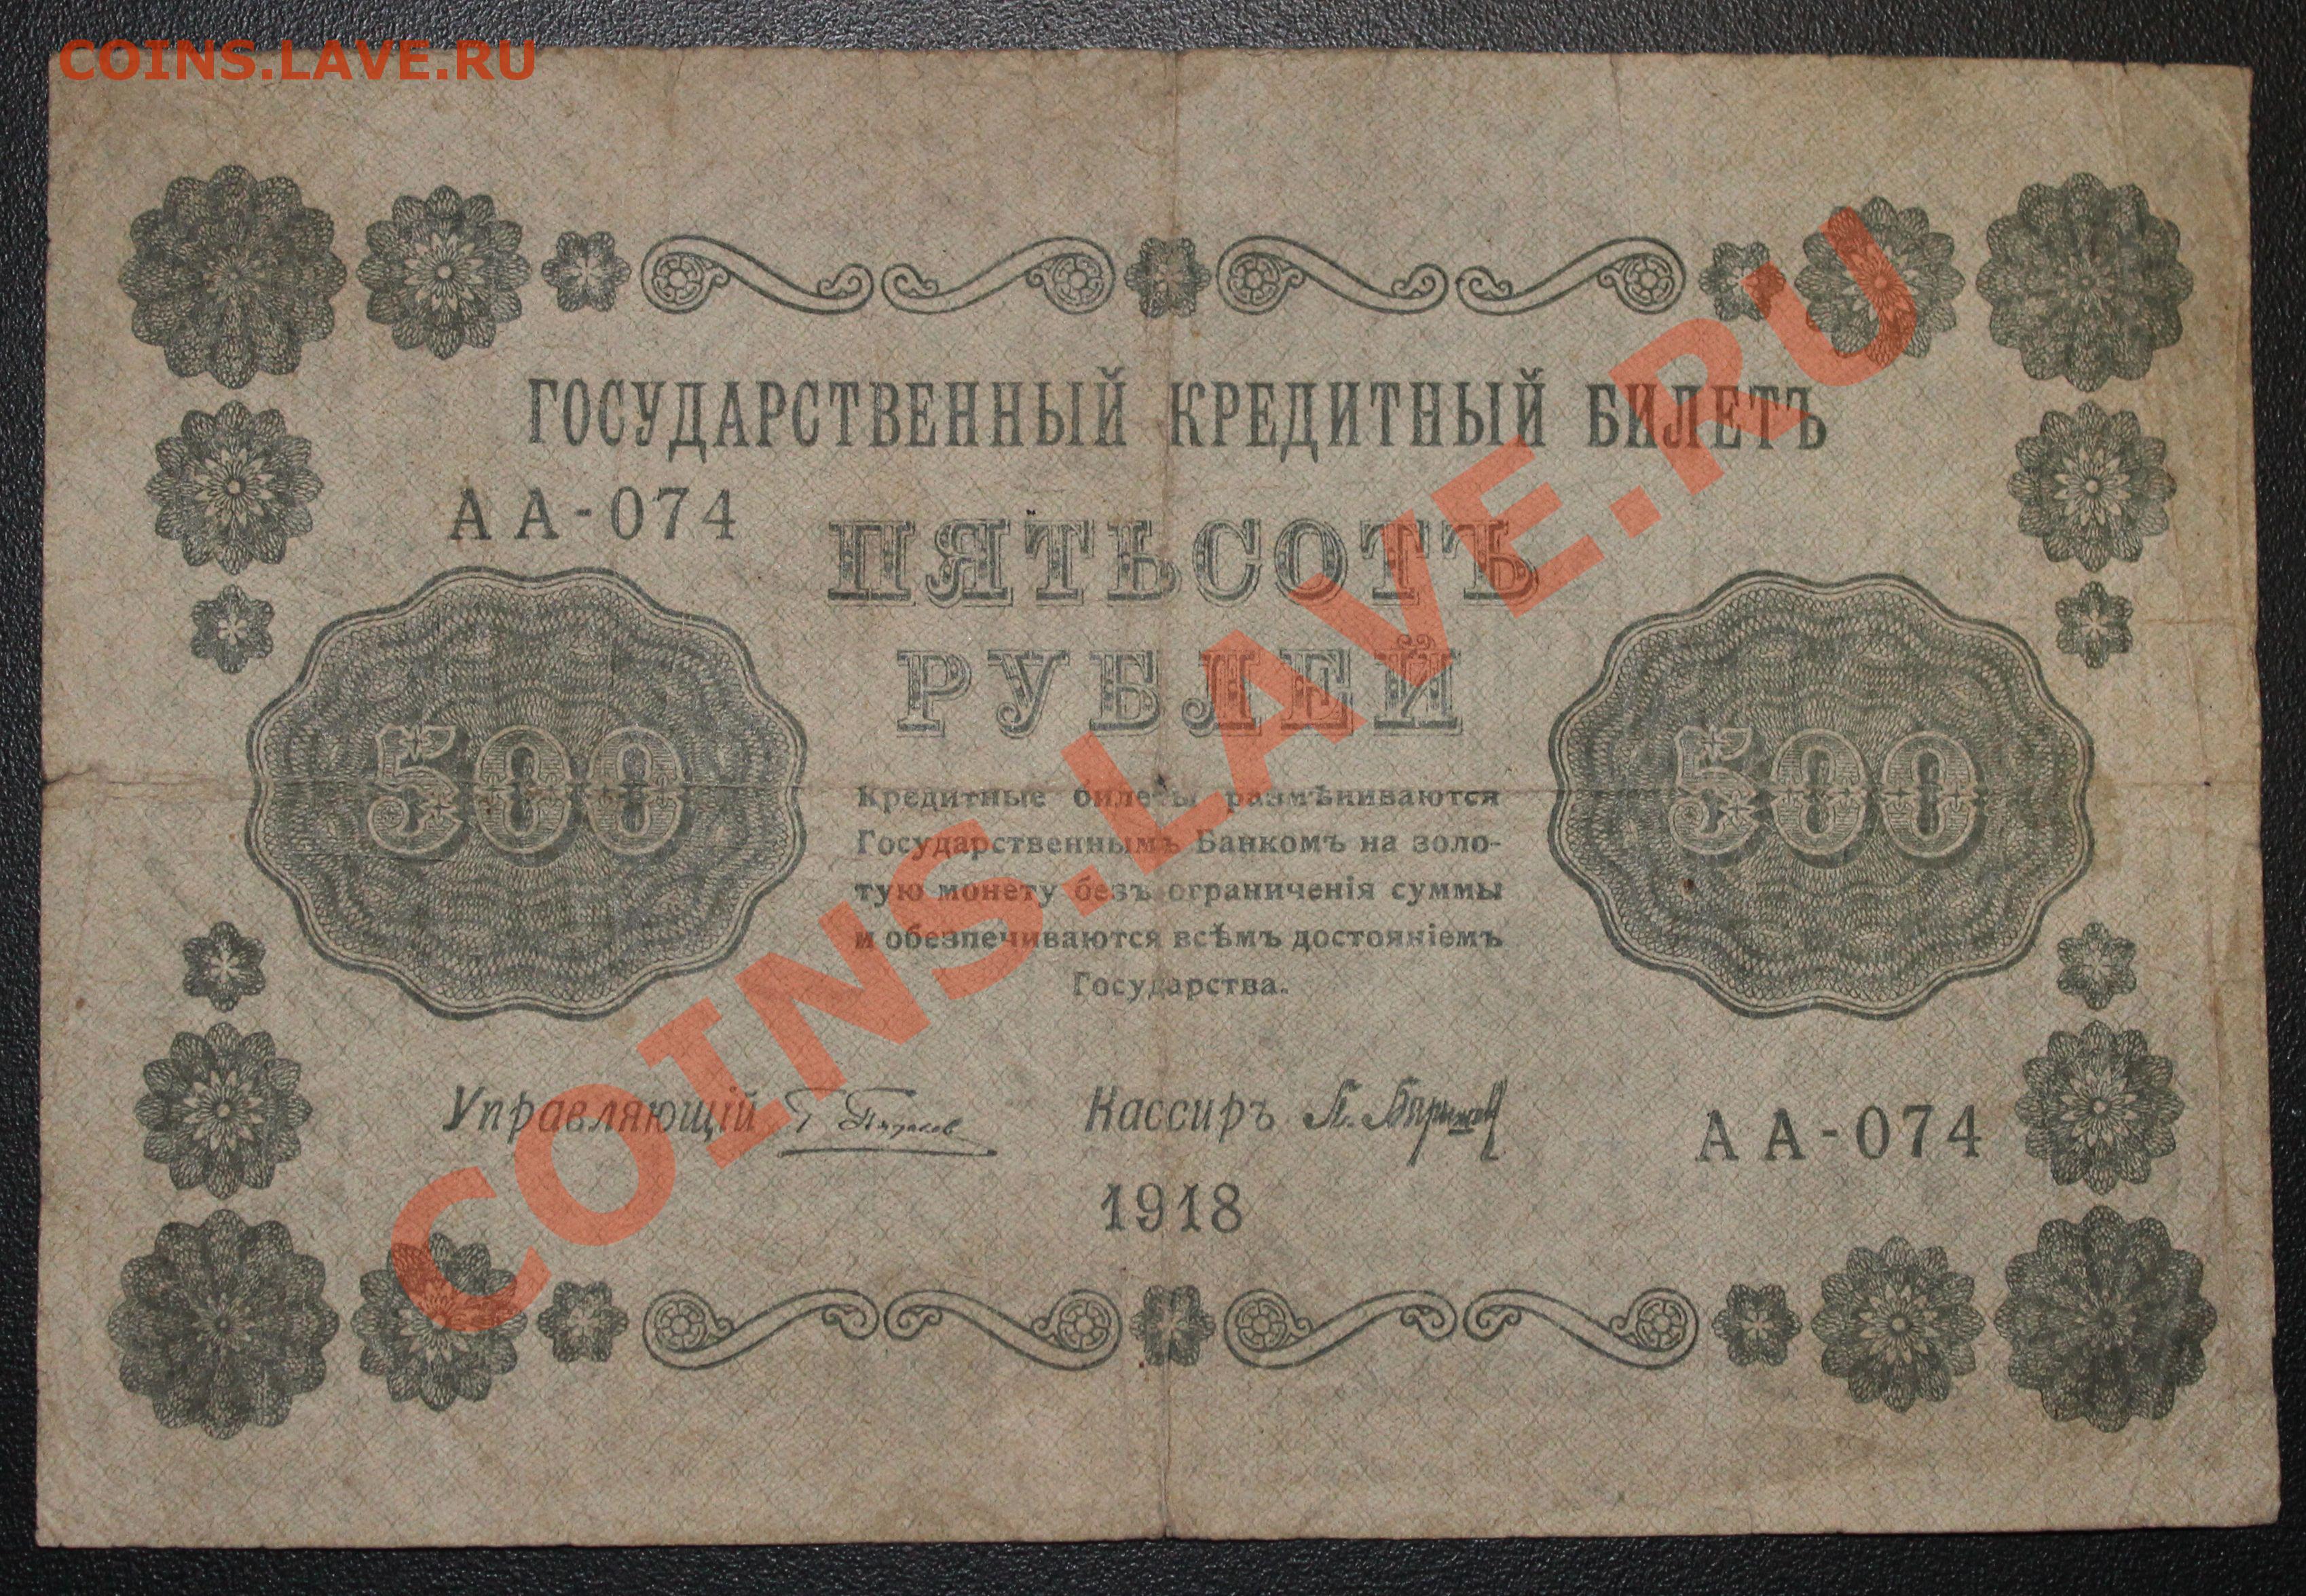 COINS.LAVE.RU
ГОСУДАРСТВЕННЫЙ КРЕДИТНЫЙ БИЛЕТЪ
АА-074
ПЯТЬСОТЪ
РУБЛЕЙ
500
500
Кредитные билеты размѣниваются
Государственнымъ Банкомъ на золо-
тую монету безъ ограниченія суммы
и обезпечиваются всѣмъ достояніемъ
Государства.
Управляющій Г. Пятаков Кассиръ
АА-074
1918
COINS.LAVE.RU